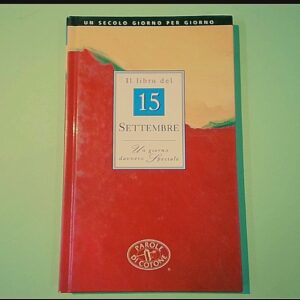 UN SECOLO GIORNO PER GIORNO
Il libro del
15
SETTEMBRE
Un giorno
davvero Speciale
PAROLE
DI COTONE
®